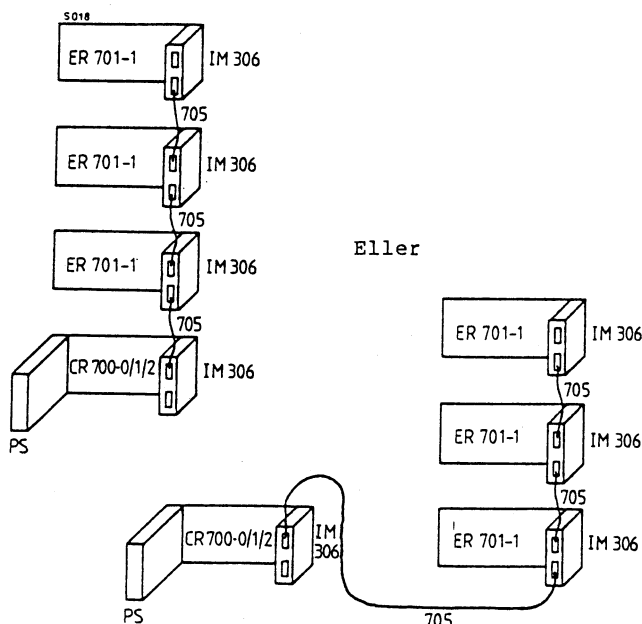 S018
ER 701-1 IM 306
705
ER 701-1 IM 306
705
ER 701-1 IM 306
705
CR 700-0/1/2 IM 306
PS
Eller
ER 701-1 IM 306
705
ER 701-1 IM 306
705
ER 701-1 IM 306
CR 700-0/1/2 IM
306
PS
705